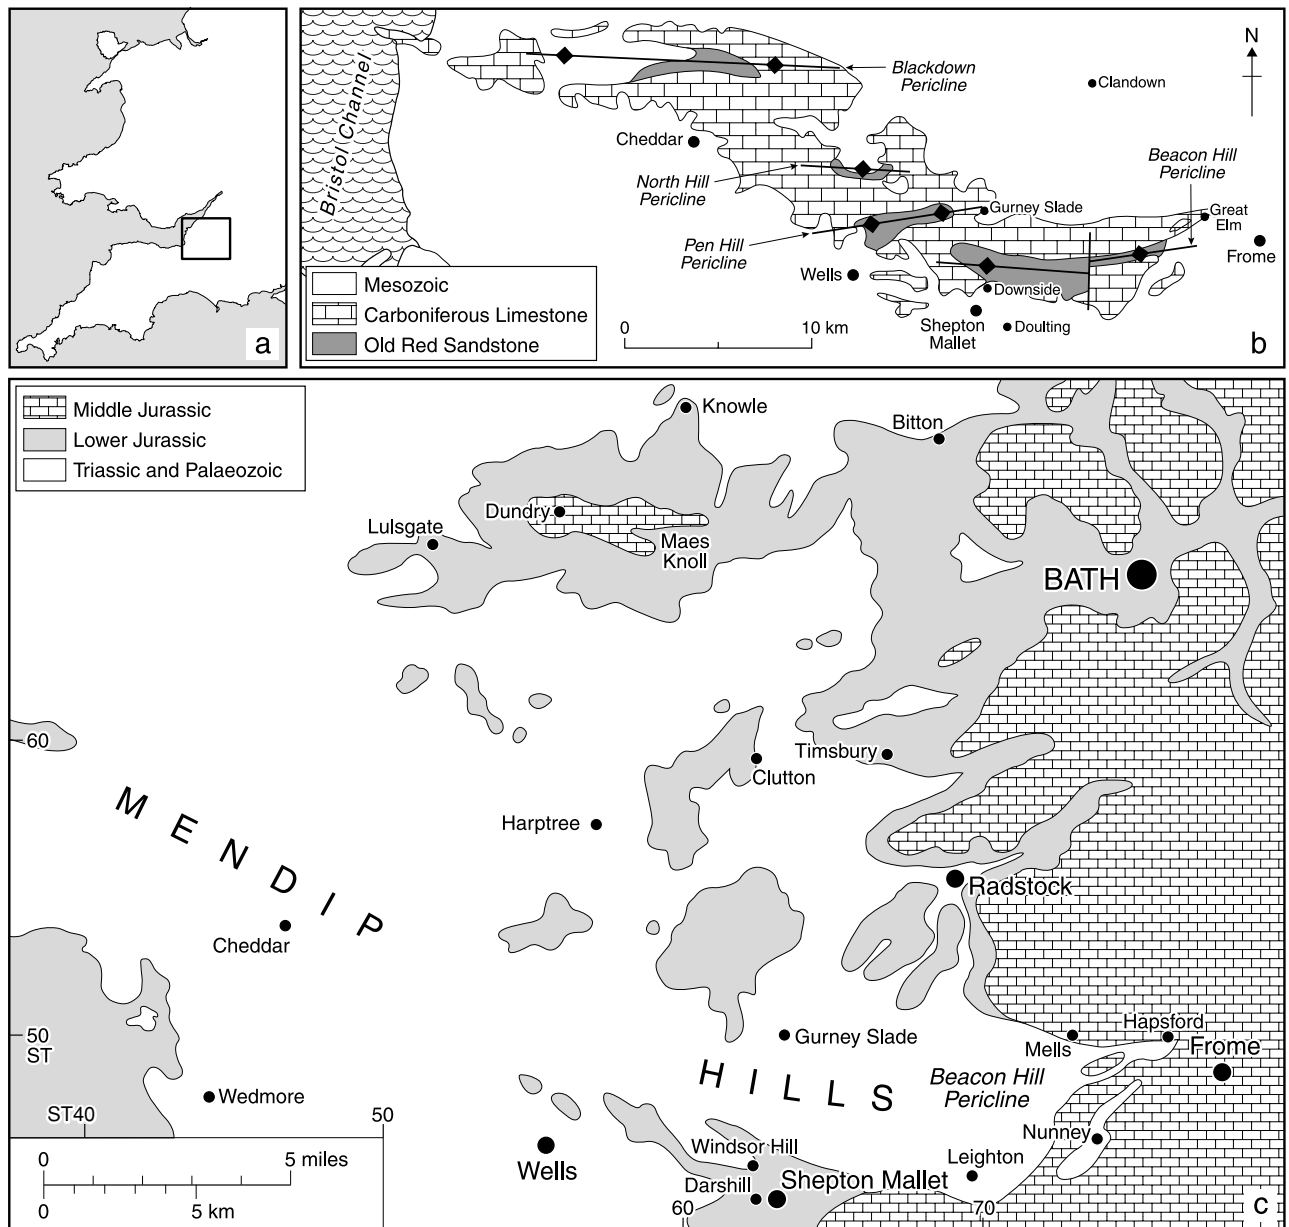 a
Bristol Channel
Blackdown
Pericline
Clandown
N
Cheddar
North Hill
Pericline
Beacon Hill
Pericline
Gurney Slade
Great
Elm
Pen Hill
Pericline
Frome
Wells
Downside
Shepton
Mallet
Doulting
Mesozoic
Carboniferous Limestone
Old Red Sandstone
0 10 km
b
Middle Jurassic
Lower Jurassic
Triassic and Palaeozoic
Knowle
Bitton
Dundry
Lulsgate
Maes
Knoll
BATH
60
Timsbury
Clutton
MENDIP
Harptree
Radstock
Cheddar
50
ST
Gurney Slade
Hapsford
Mells
Frome
HILLS
Beacon Hill
Pericline
Wedmore
ST40
50
Nunney
Windsor Hill
Wells
Leighton
Darshill
Shepton Mallet
0 5 miles
0 5 km
60
70
c